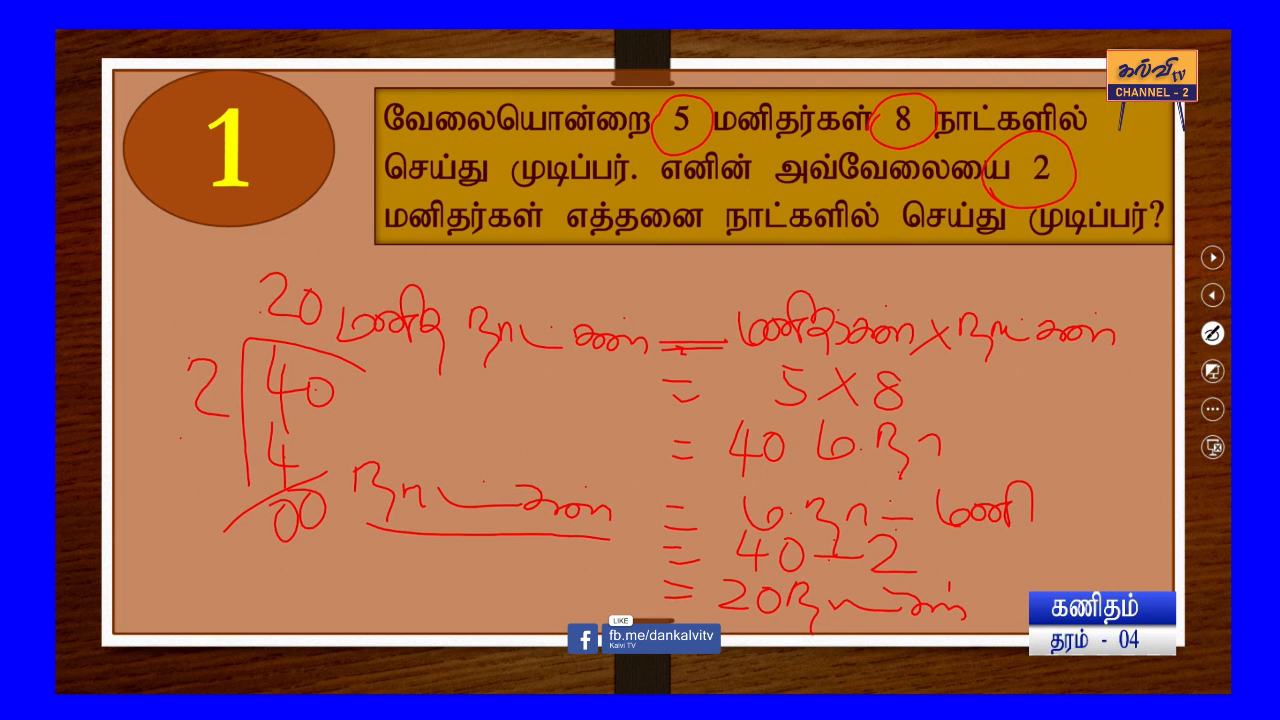 கல்வி tv
CHANNEL - 2
1
வேலையொன்றை 5 மனிதர்கள் 8 நாட்களில்
செய்து முடிப்பர். எனின் அவ்வேலையை 2
மனிதர்கள் எத்தனை நாட்களில் செய்து முடிப்பர்?
மனித நாட்கள் = மனிதர்கள் × நாட்கள்
= 5 × 8
= 40 ம.நா
நாட்கள் = ம.நா ÷ மனி
= 40 ÷ 2
= 20 நாட்கள்
20
2 40
4
00
கணிதம்
தரம் - 04
LIKE
fb.me/dankalvitv
Kalvi TV